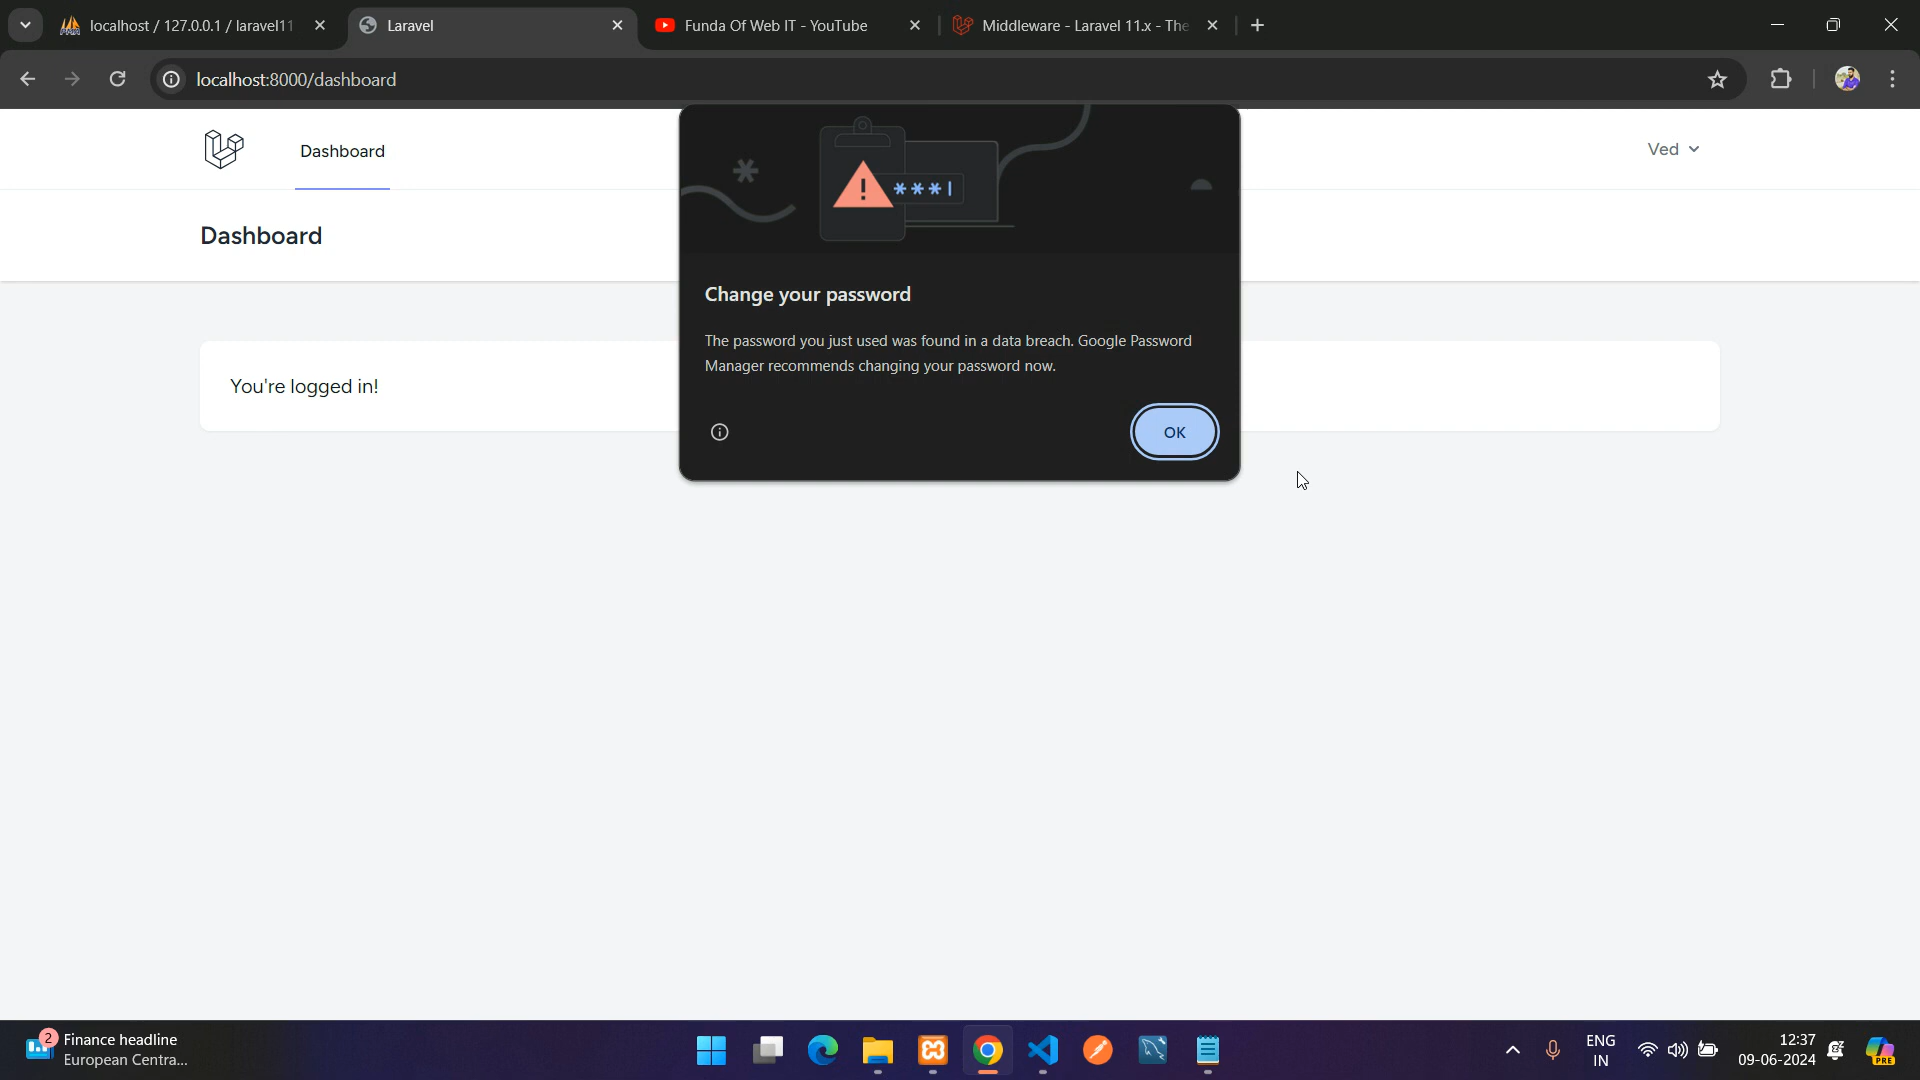 localhost / 127.0.0.1 / laravel11
Laravel
Funda Of Web IT - YouTube
Middleware - Laravel 11.x - The
localhost:8000/dashboard
Dashboard
Ved
Dashboard
You're logged in!
***|
Change your password
The password you just used was found in a data breach. Google Password
Manager recommends changing your password now.
OK
2
Finance headline
European Centra...
ENG
IN
12:37
09-06-2024
PRE